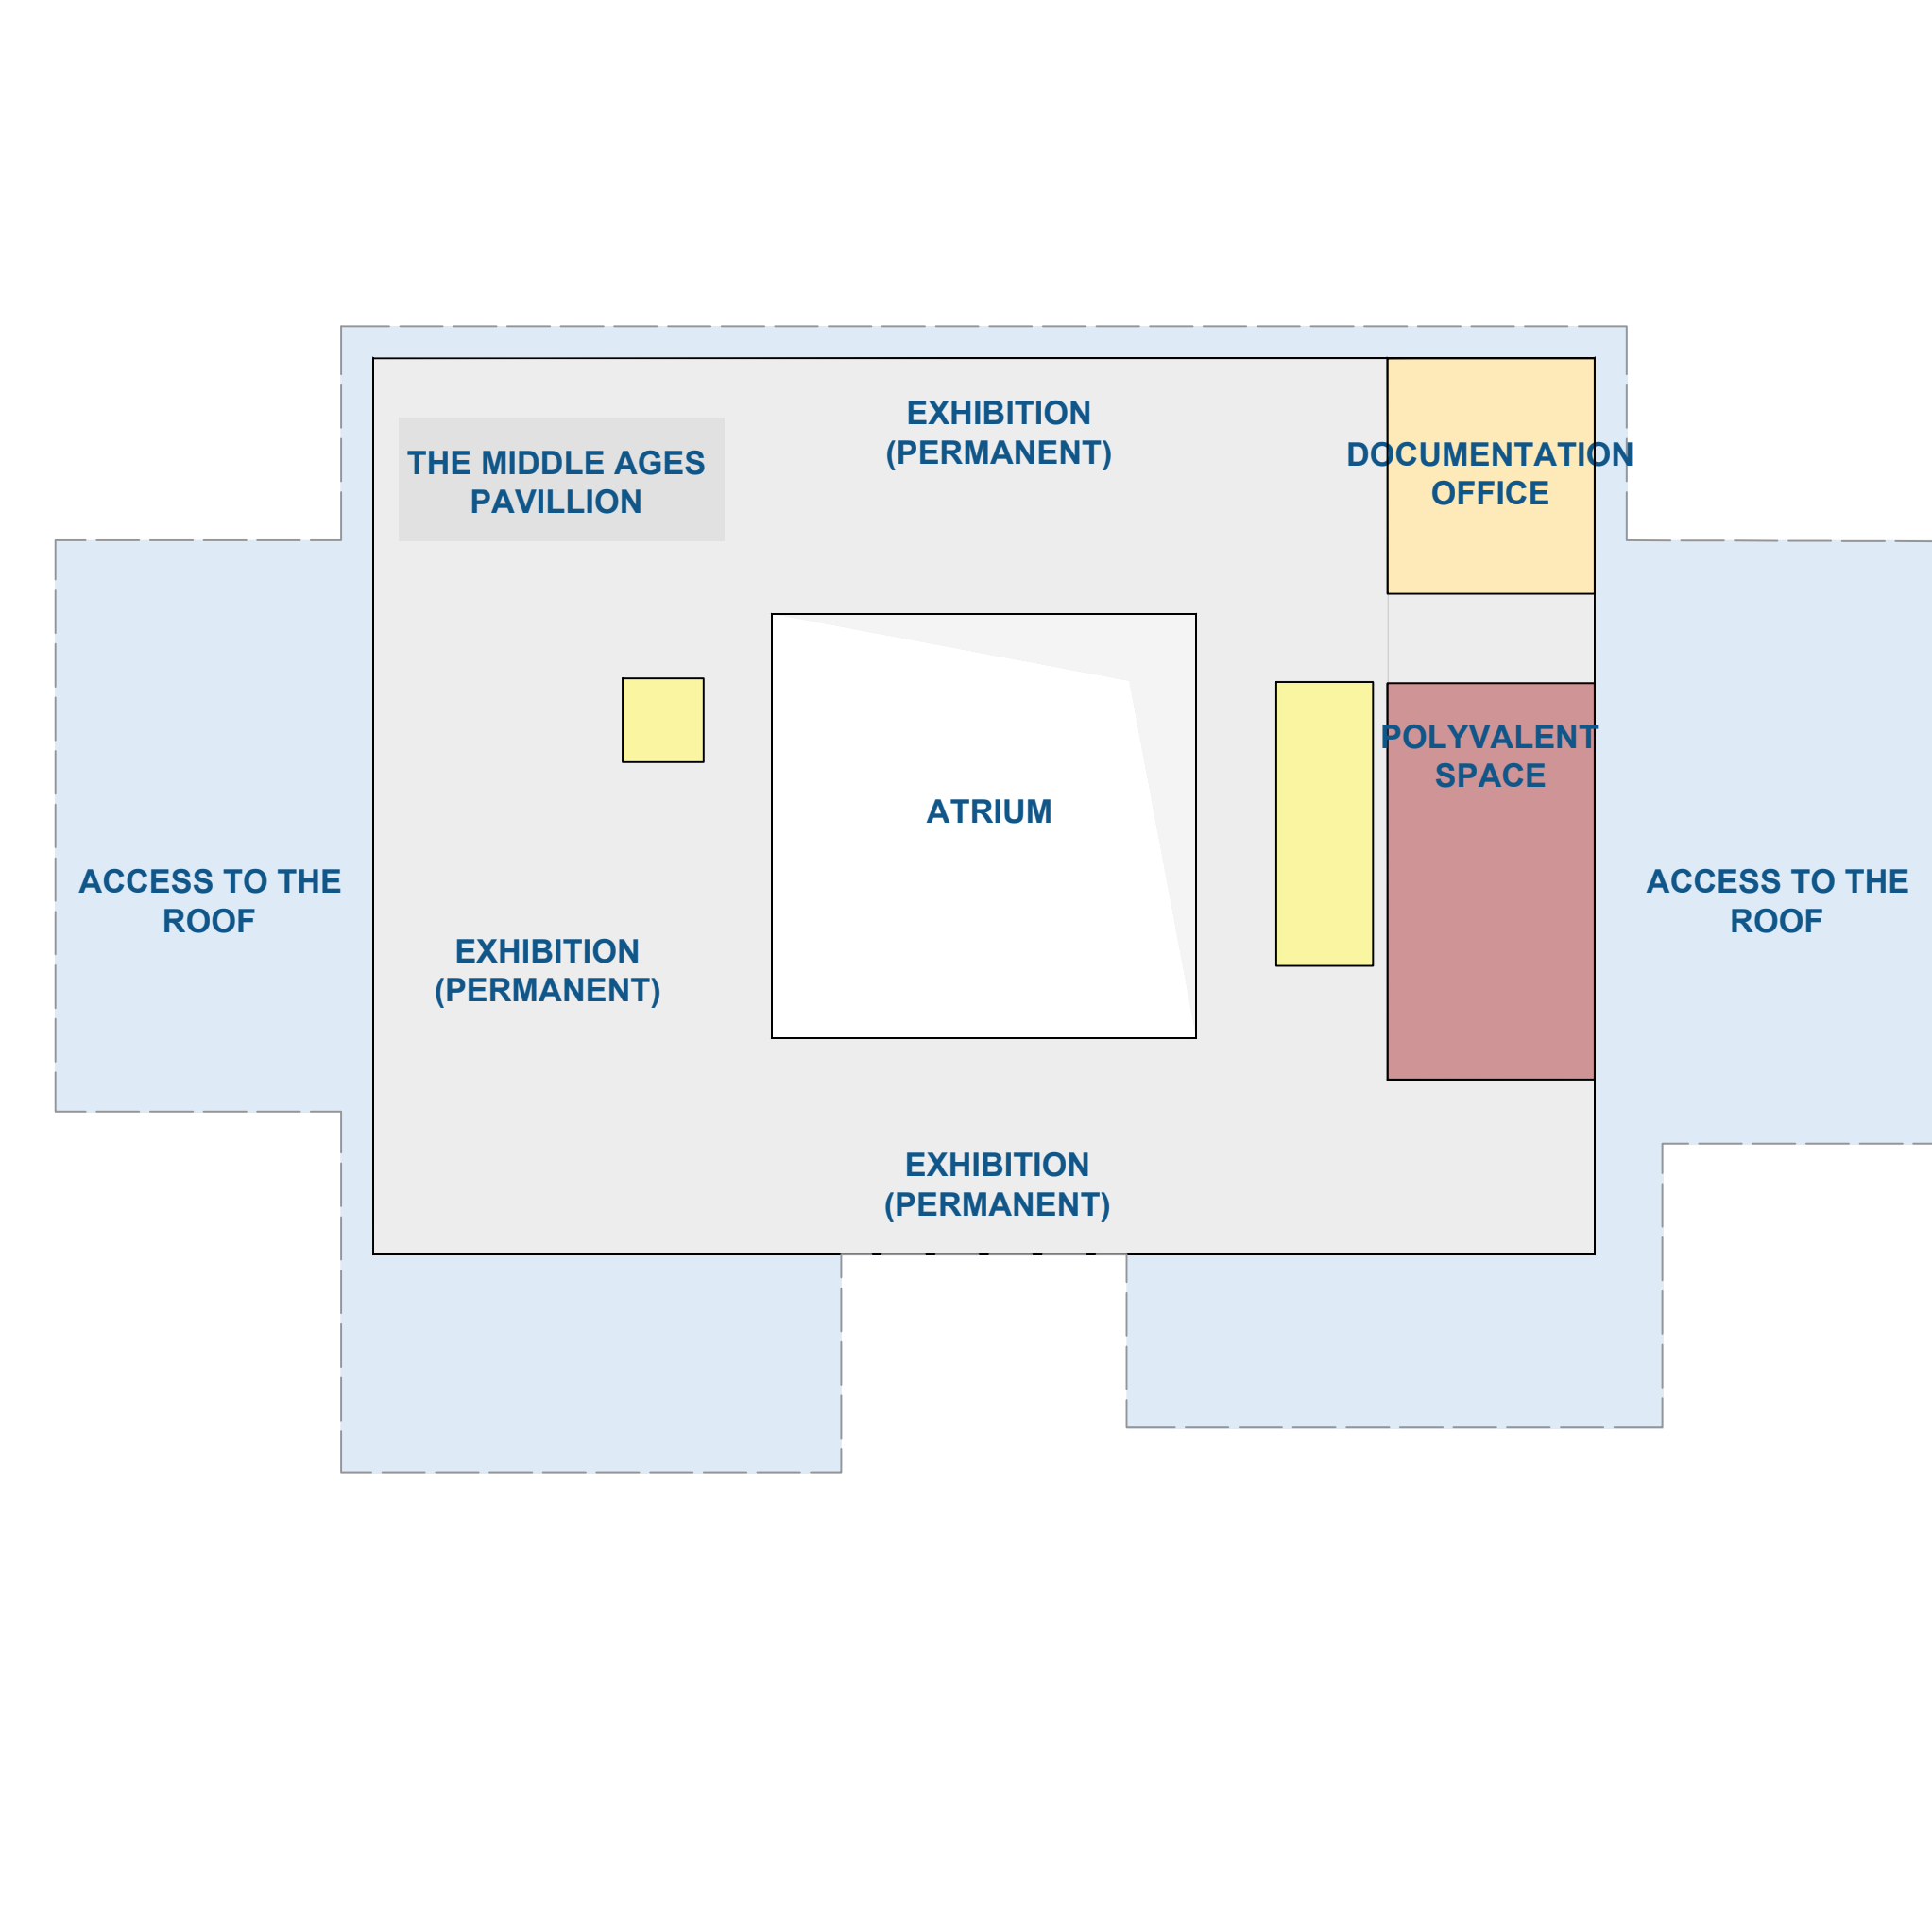 EXHIBITION
(PERMANENT)
THE MIDDLE AGES
PAVILLION
DOCUMENTATION
OFFICE
POLYVALENT
SPACE
ATRIUM
ACCESS TO THE
ROOF
ACCESS TO THE
ROOF
EXHIBITION
(PERMANENT)
EXHIBITION
(PERMANENT)